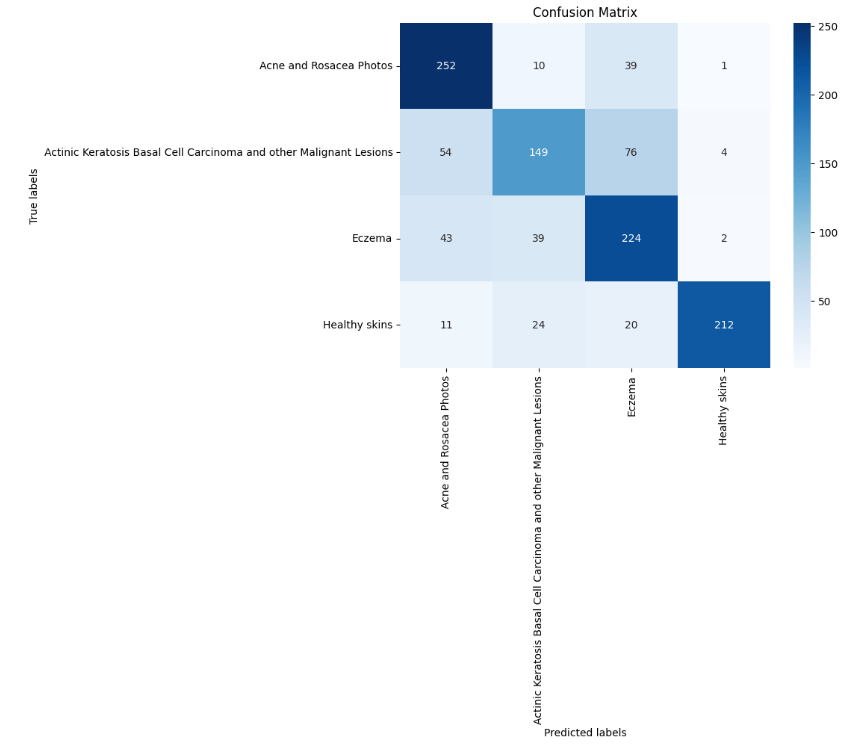 Confusion Matrix
True labels
Acne and Rosacea Photos
252 10 39 1
Actinic Keratosis Basal Cell Carcinoma and other Malignant Lesions
54 149 76 4
Eczema
43 39 224 2
Healthy skins
11 24 20 212
250
200
150
100
50
Acne and Rosacea Photos
Actinic Keratosis Basal Cell Carcinoma and other Malignant Lesions
Eczema
Healthy skins
Predicted labels